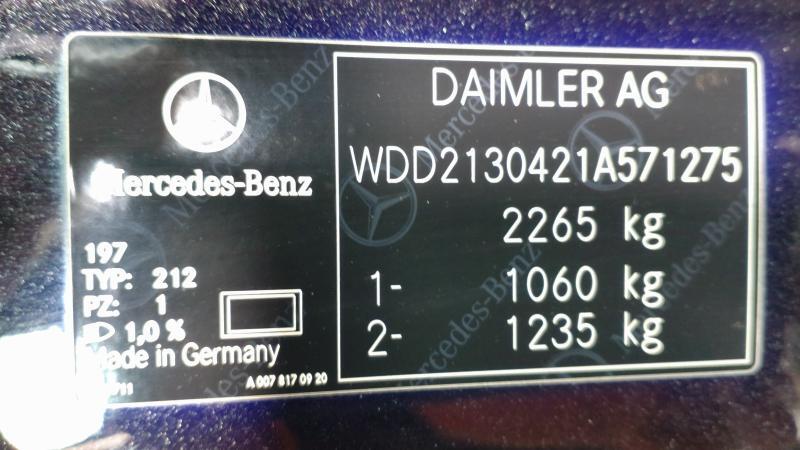 Mercedes-Benz
197
TYP: 212
PZ: 1
1,0 %
Made in Germany
A 007 817 09 20
DAIMLER AG
WDD2130421A571275
2265 kg
1- 1060 kg
2- 1235 kg